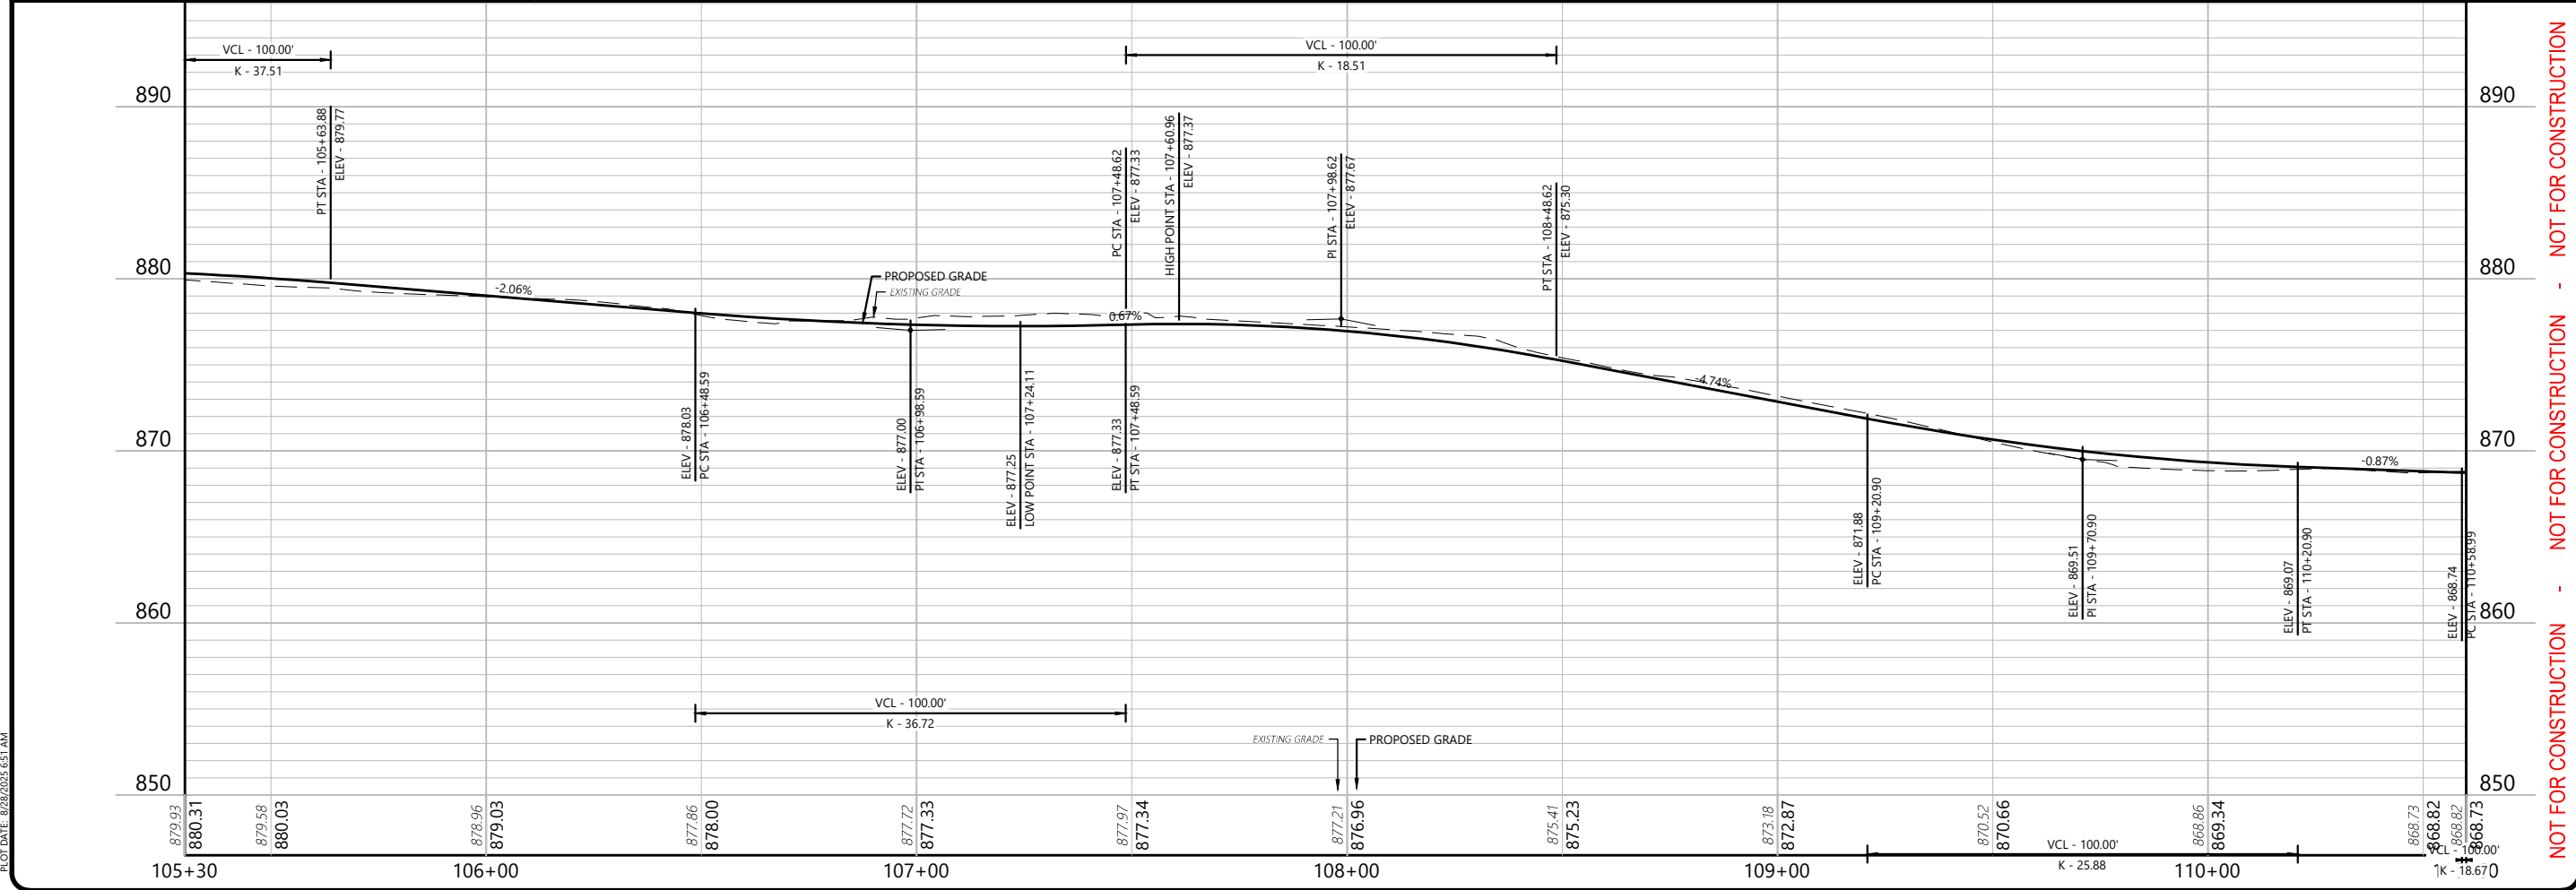 VCL - 100.00'
K - 37.51
VCL - 100.00'
K - 18.51
890
890
PT STA - 105+63.88
ELEV - 879.77
PC STA - 107+48.62
ELEV - 877.33
HIGH POINT STA - 107+60.96
ELEV - 877.37
PI STA - 107+98.62
ELEV - 877.67
PT STA - 108+48.62
ELEV - 875.30
880
880
-2.06%
PROPOSED GRADE
EXISTING GRADE
0.67%
-4.74%
-0.87%
870
870
ELEV - 878.03
PC STA - 106+48.59
ELEV - 877.00
PI STA - 106+98.59
ELEV - 877.25
LOW POINT STA - 107+24.11
ELEV - 877.33
PT STA - 107+48.59
ELEV - 871.88
PC STA - 109+20.90
ELEV - 869.51
PI STA - 109+70.90
ELEV - 869.07
PT STA - 110+20.90
ELEV - 868.74
PC STA - 110+58.99
860
860
VCL - 100.00'
K - 36.72
EXISTING GRADE
PROPOSED GRADE
850
850
879.93
880.31
879.58
880.03
878.96
879.03
877.86
878.00
877.72
877.33
877.97
877.34
877.21
876.96
875.41
875.23
873.18
872.87
870.52
870.66
868.86
869.34
868.73
868.82
868.82
868.73
VCL - 100.00'
K - 25.88
VCL - 100.00'
K - 18.67
105+30
106+00
107+00
108+00
109+00
110+00
PLOT DATE: 8/28/2025 6:51 AM
NOT FOR CONSTRUCTION - NOT FOR CONSTRUCTION - NOT FOR CONSTRUCTION